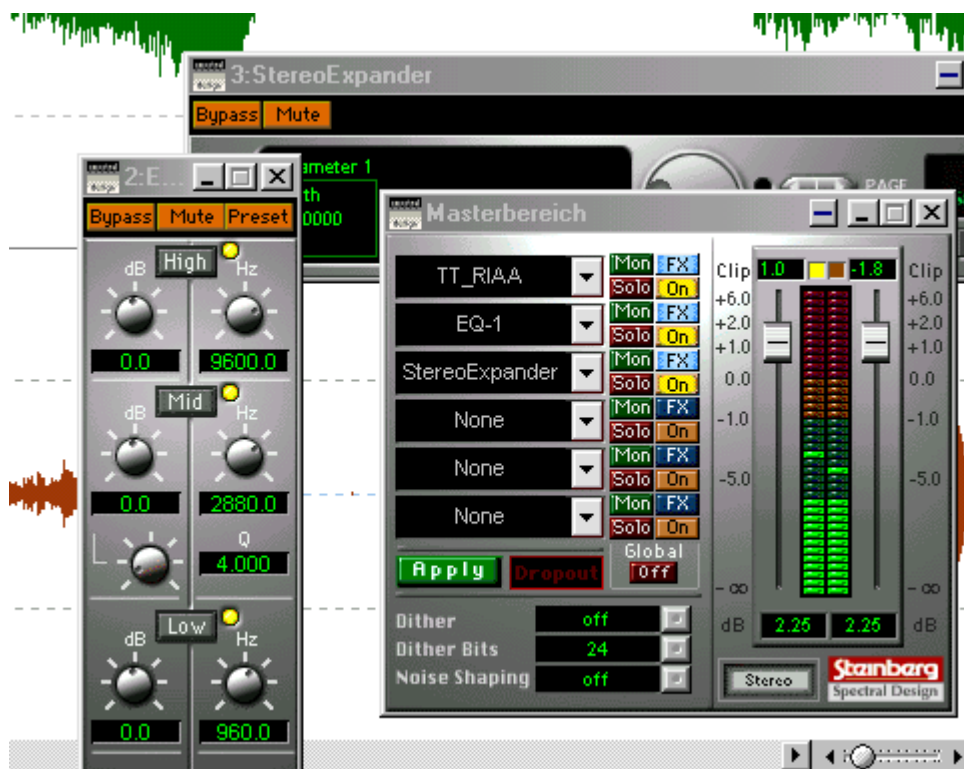 3:StereoExpander
Bypass Mute
ameter 1
th
0000
PAGE
2:E...
Bypass Mute Preset
High
dB Hz
0.0 9600.0
Mid
dB Hz
0.0 2880.0
Q
4.000
Low
dB Hz
0.0 960.0
Masterbereich
TT_RIAA
Mon FX
Solo On
EQ-1
Mon FX
Solo On
StereoExpander
Mon FX
Solo On
None
Mon FX
Solo On
None
Mon FX
Solo On
None
Mon FX
Solo On
Apply Dropout
Global
Off
Dither off
Dither Bits 24
Noise Shaping off
Clip 1.0 -1.8 Clip
+6.0 +6.0
+2.0 +2.0
+1.0 +1.0
0.0 0.0
-1.0 -1.0
-5.0 -5.0
-∞ -∞
dB 2.25 2.25 dB
Stereo
Steinberg
Spectral Design